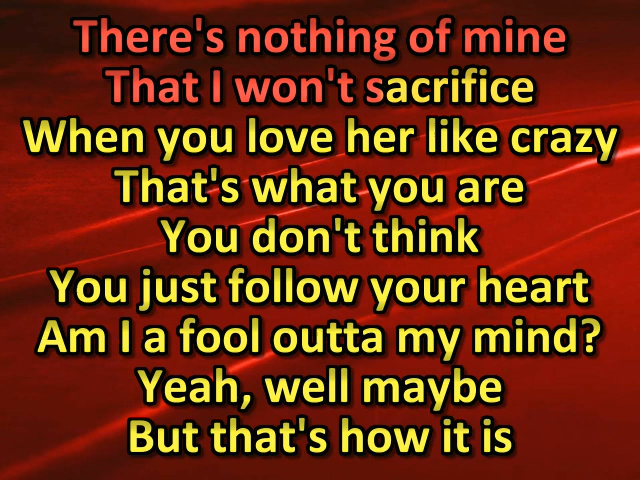 There's nothing of mine
That I won't sacrifice
When you love her like crazy
That's what you are
You don't think
You just follow your heart
Am I a fool outta my mind?
Yeah, well maybe
But that's how it is